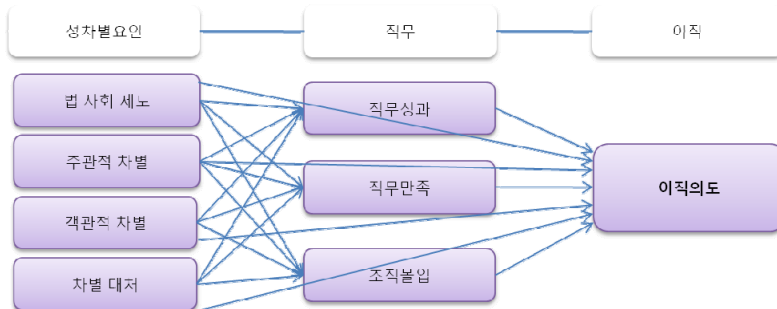 성차별요인
직무
이직
법 사회 제도
직무성과
주관적 차별
직무만족
이직의도
객관적 차별
차별 대처
조직몰입